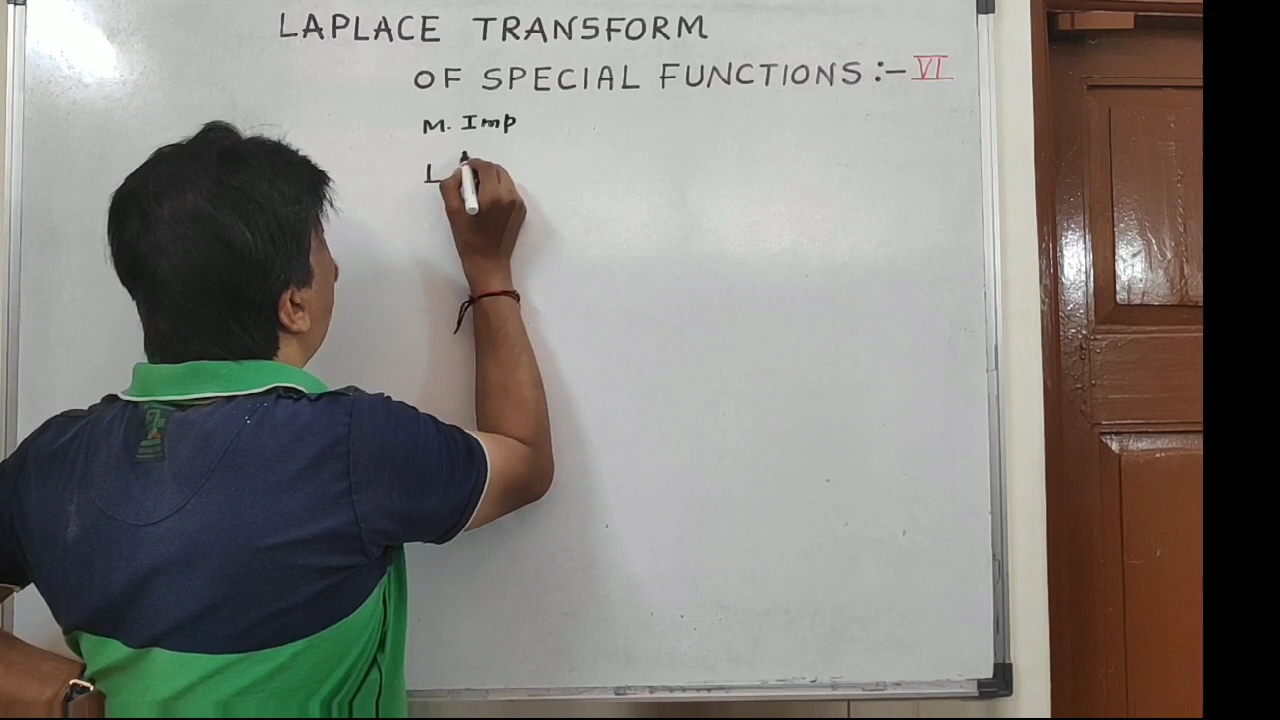 LAPLACE TRANSFORM
OF SPECIAL FUNCTIONS :- VI
M. Imp
L